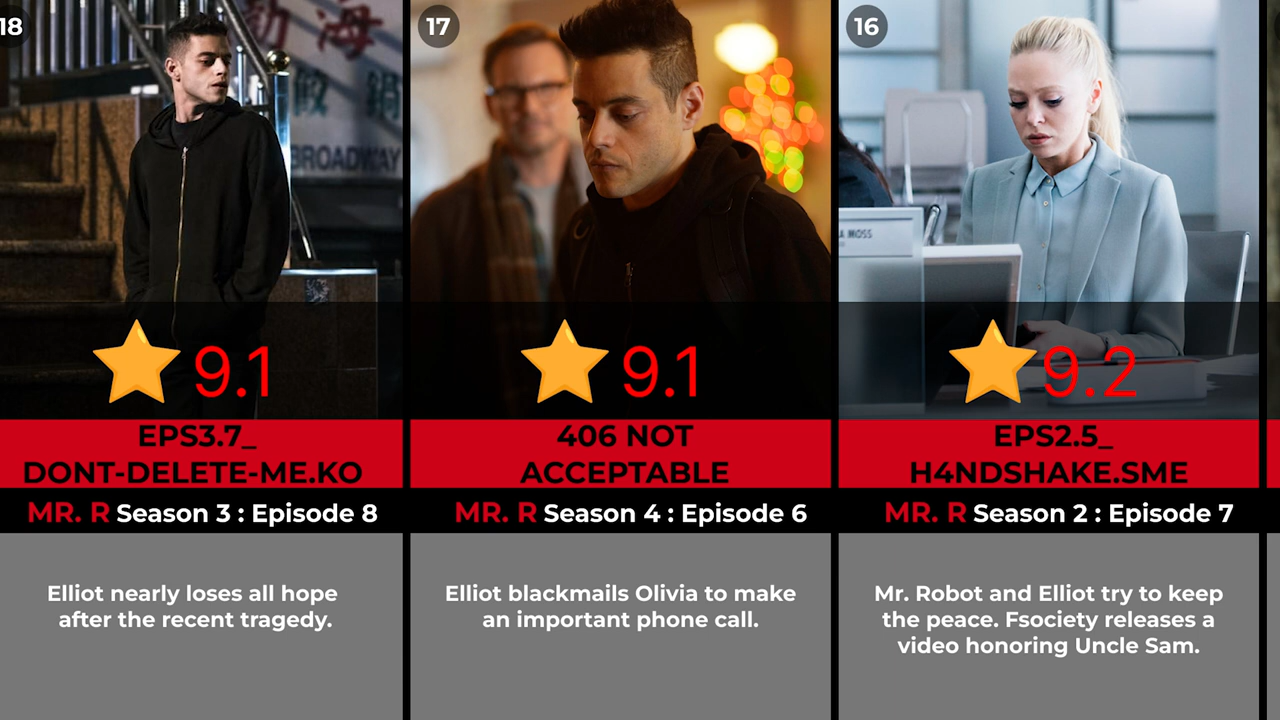 18
渤海
BROADWAY
9.1
EPS3.7_
DONT-DELETE-ME.KO
MR. R Season 3 : Episode 8
Elliot nearly loses all hope
after the recent tragedy.
17
9.1
406 NOT
ACCEPTABLE
MR. R Season 4 : Episode 6
Elliot blackmails Olivia to make
an important phone call.
16
MOSS
9.2
EPS2.5_
H4NDSHAKE.SME
MR. R Season 2 : Episode 7
Mr. Robot and Elliot try to keep
the peace. Fsociety releases a
video honoring Uncle Sam.